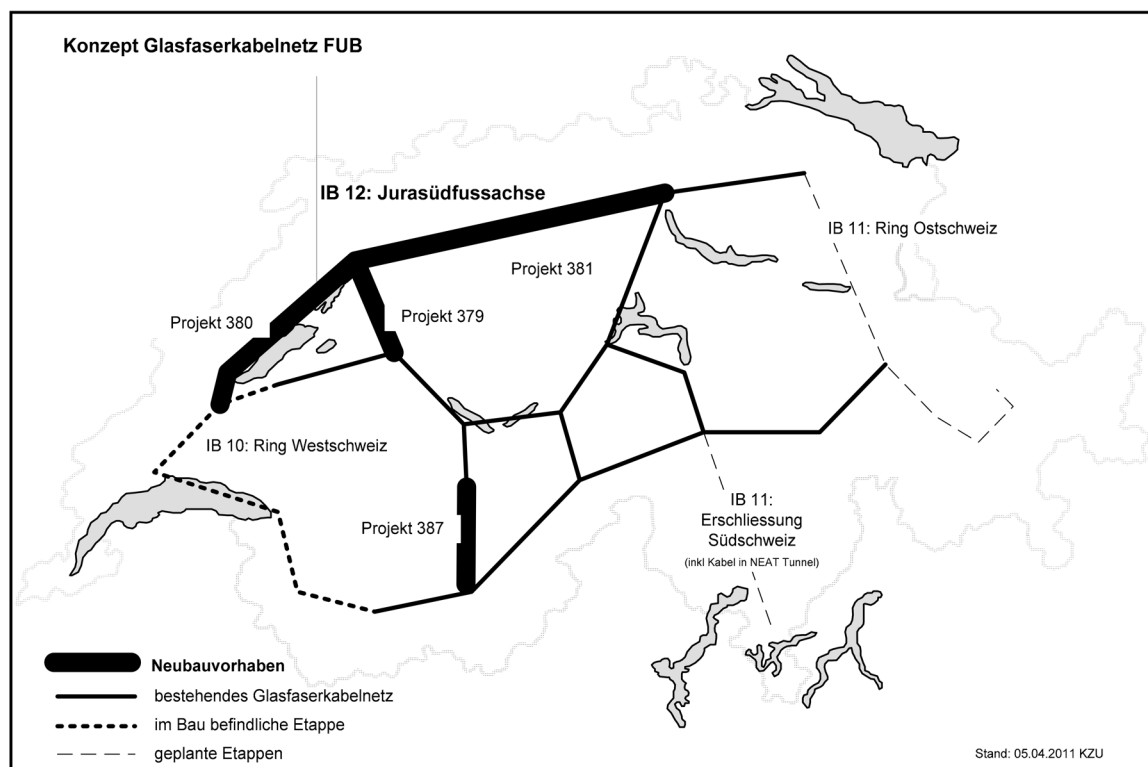 Konzept Glasfaserkabelnetz FUB
IB 12: Jurasüdfussachse
IB 11: Ring Ostschweiz
Projekt 381
Projekt 380
Projekt 379
IB 10: Ring Westschweiz
Projekt 387
IB 11:
Erschliessung
Südschweiz
(inkl Kabel in NEAT Tunnel)
Neubauvorhaben
bestehendes Glasfaserkabelnetz
im Bau befindliche Etappe
geplante Etappen
Stand: 05.04.2011 KZU